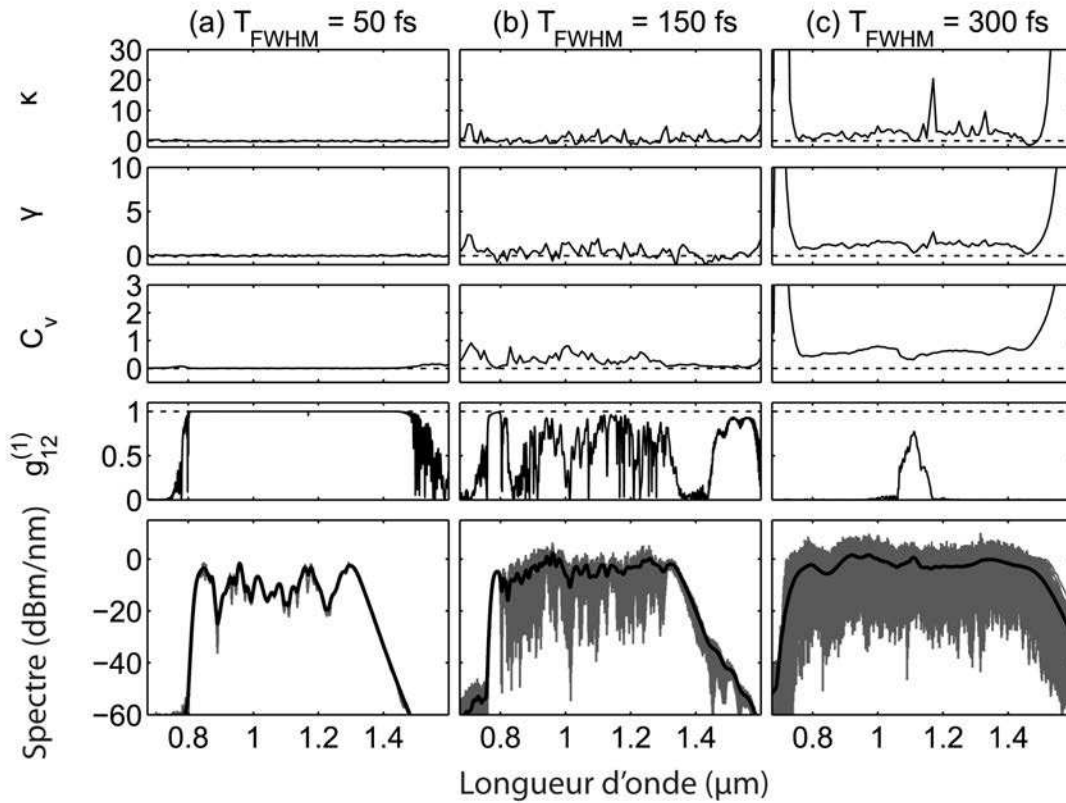 (a) T_FWHM = 50 fs (b) T_FWHM = 150 fs (c) T_FWHM = 300 fs
κ
30
20
10
0
γ
10
5
0
C_v
3
2
1
0
g_12^(1)
1
0.5
0
Spectre (dBm/nm)
0
−20
−40
−60
0.8 1 1.2 1.4 0.8 1 1.2 1.4 0.8 1 1.2 1.4
Longueur d'onde (μm)